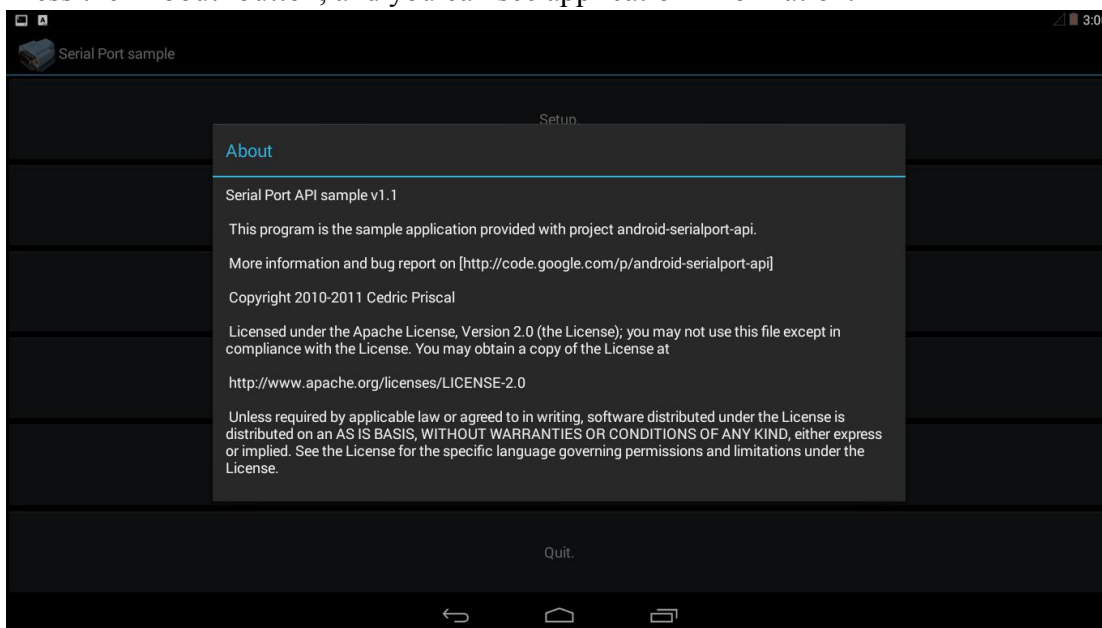 3:0
Serial Port sample
Setup.
About
Serial Port API sample v1.1
This program is the sample application provided with project android-serialport-api.
More information and bug report on [http://code.google.com/p/android-serialport-api]
Copyright 2010-2011 Cedric Priscal
Licensed under the Apache License, Version 2.0 (the License); you may not use this file except in
compliance with the License. You may obtain a copy of the License at
http://www.apache.org/licenses/LICENSE-2.0
Unless required by applicable law or agreed to in writing, software distributed under the License is
distributed on an AS IS BASIS, WITHOUT WARRANTIES OR CONDITIONS OF ANY KIND, either express
or implied. See the License for the specific language governing permissions and limitations under the
License.
Quit.